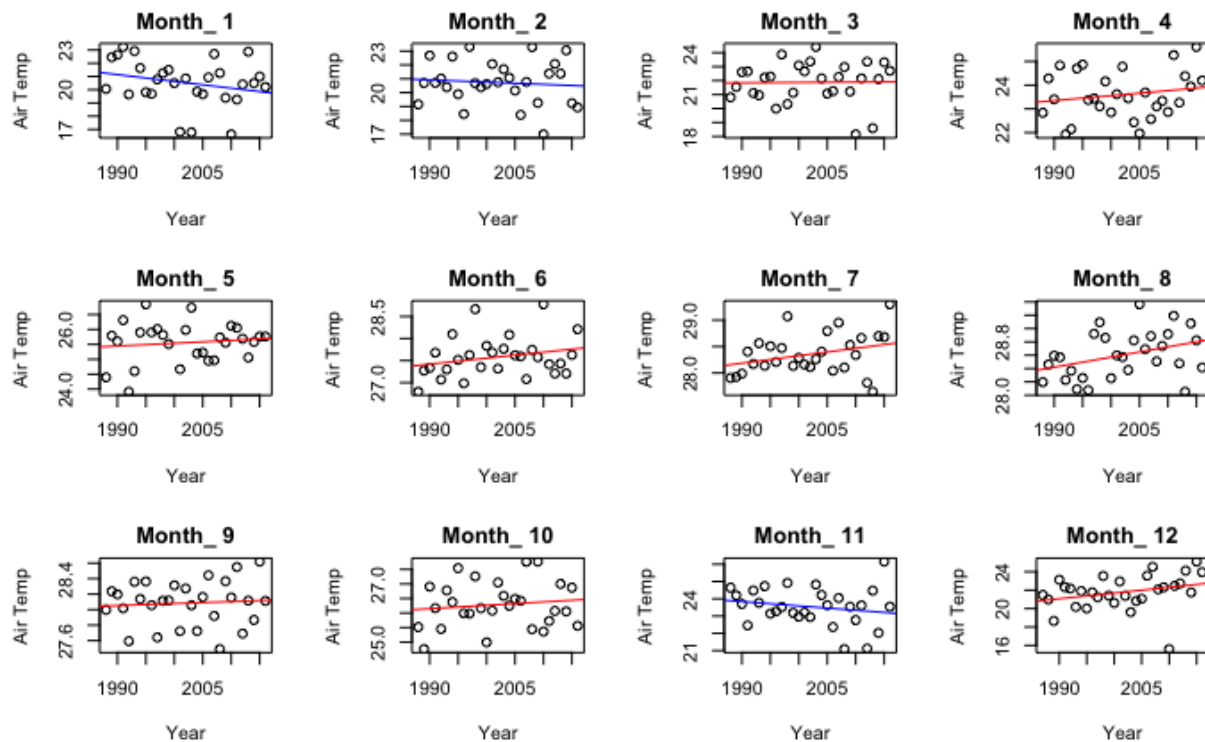 Month_ 1 Month_ 2 Month_ 3 Month_ 4
Air Temp 17 20 23 Air Temp 17 20 23 Air Temp 18 21 24 Air Temp 22 24
1990 2005 1990 2005 1990 2005 1990 2005
Year Year Year Year
Month_ 5 Month_ 6 Month_ 7 Month_ 8
Air Temp 24.0 26.0 Air Temp 27.0 28.5 Air Temp 28.0 29.0 Air Temp 28.0 28.8
1990 2005 1990 2005 1990 2005 1990 2005
Year Year Year Year
Month_ 9 Month_ 10 Month_ 11 Month_ 12
Air Temp 27.6 28.4 Air Temp 25.0 27.0 Air Temp 21 24 Air Temp 16 20 24
1990 2005 1990 2005 1990 2005 1990 2005
Year Year Year Year